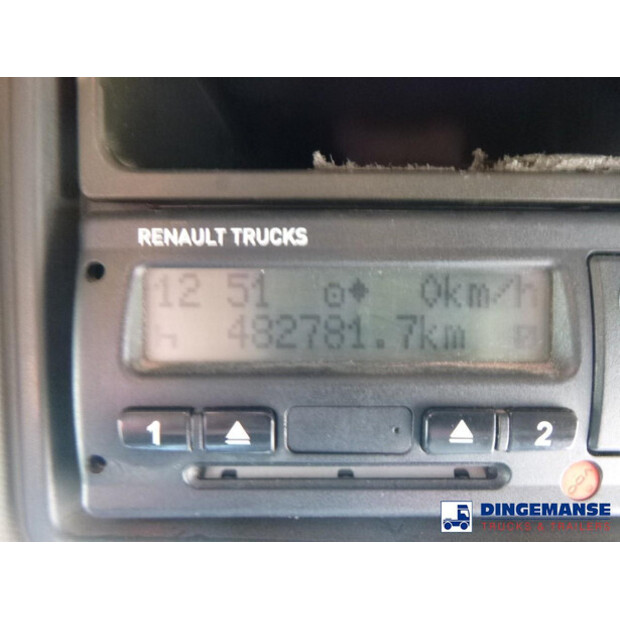 RENAULT TRUCKS
12 51 0km/h
482781.7km
1 2
DINGEMANSE
TRUCKS & TRAILERS